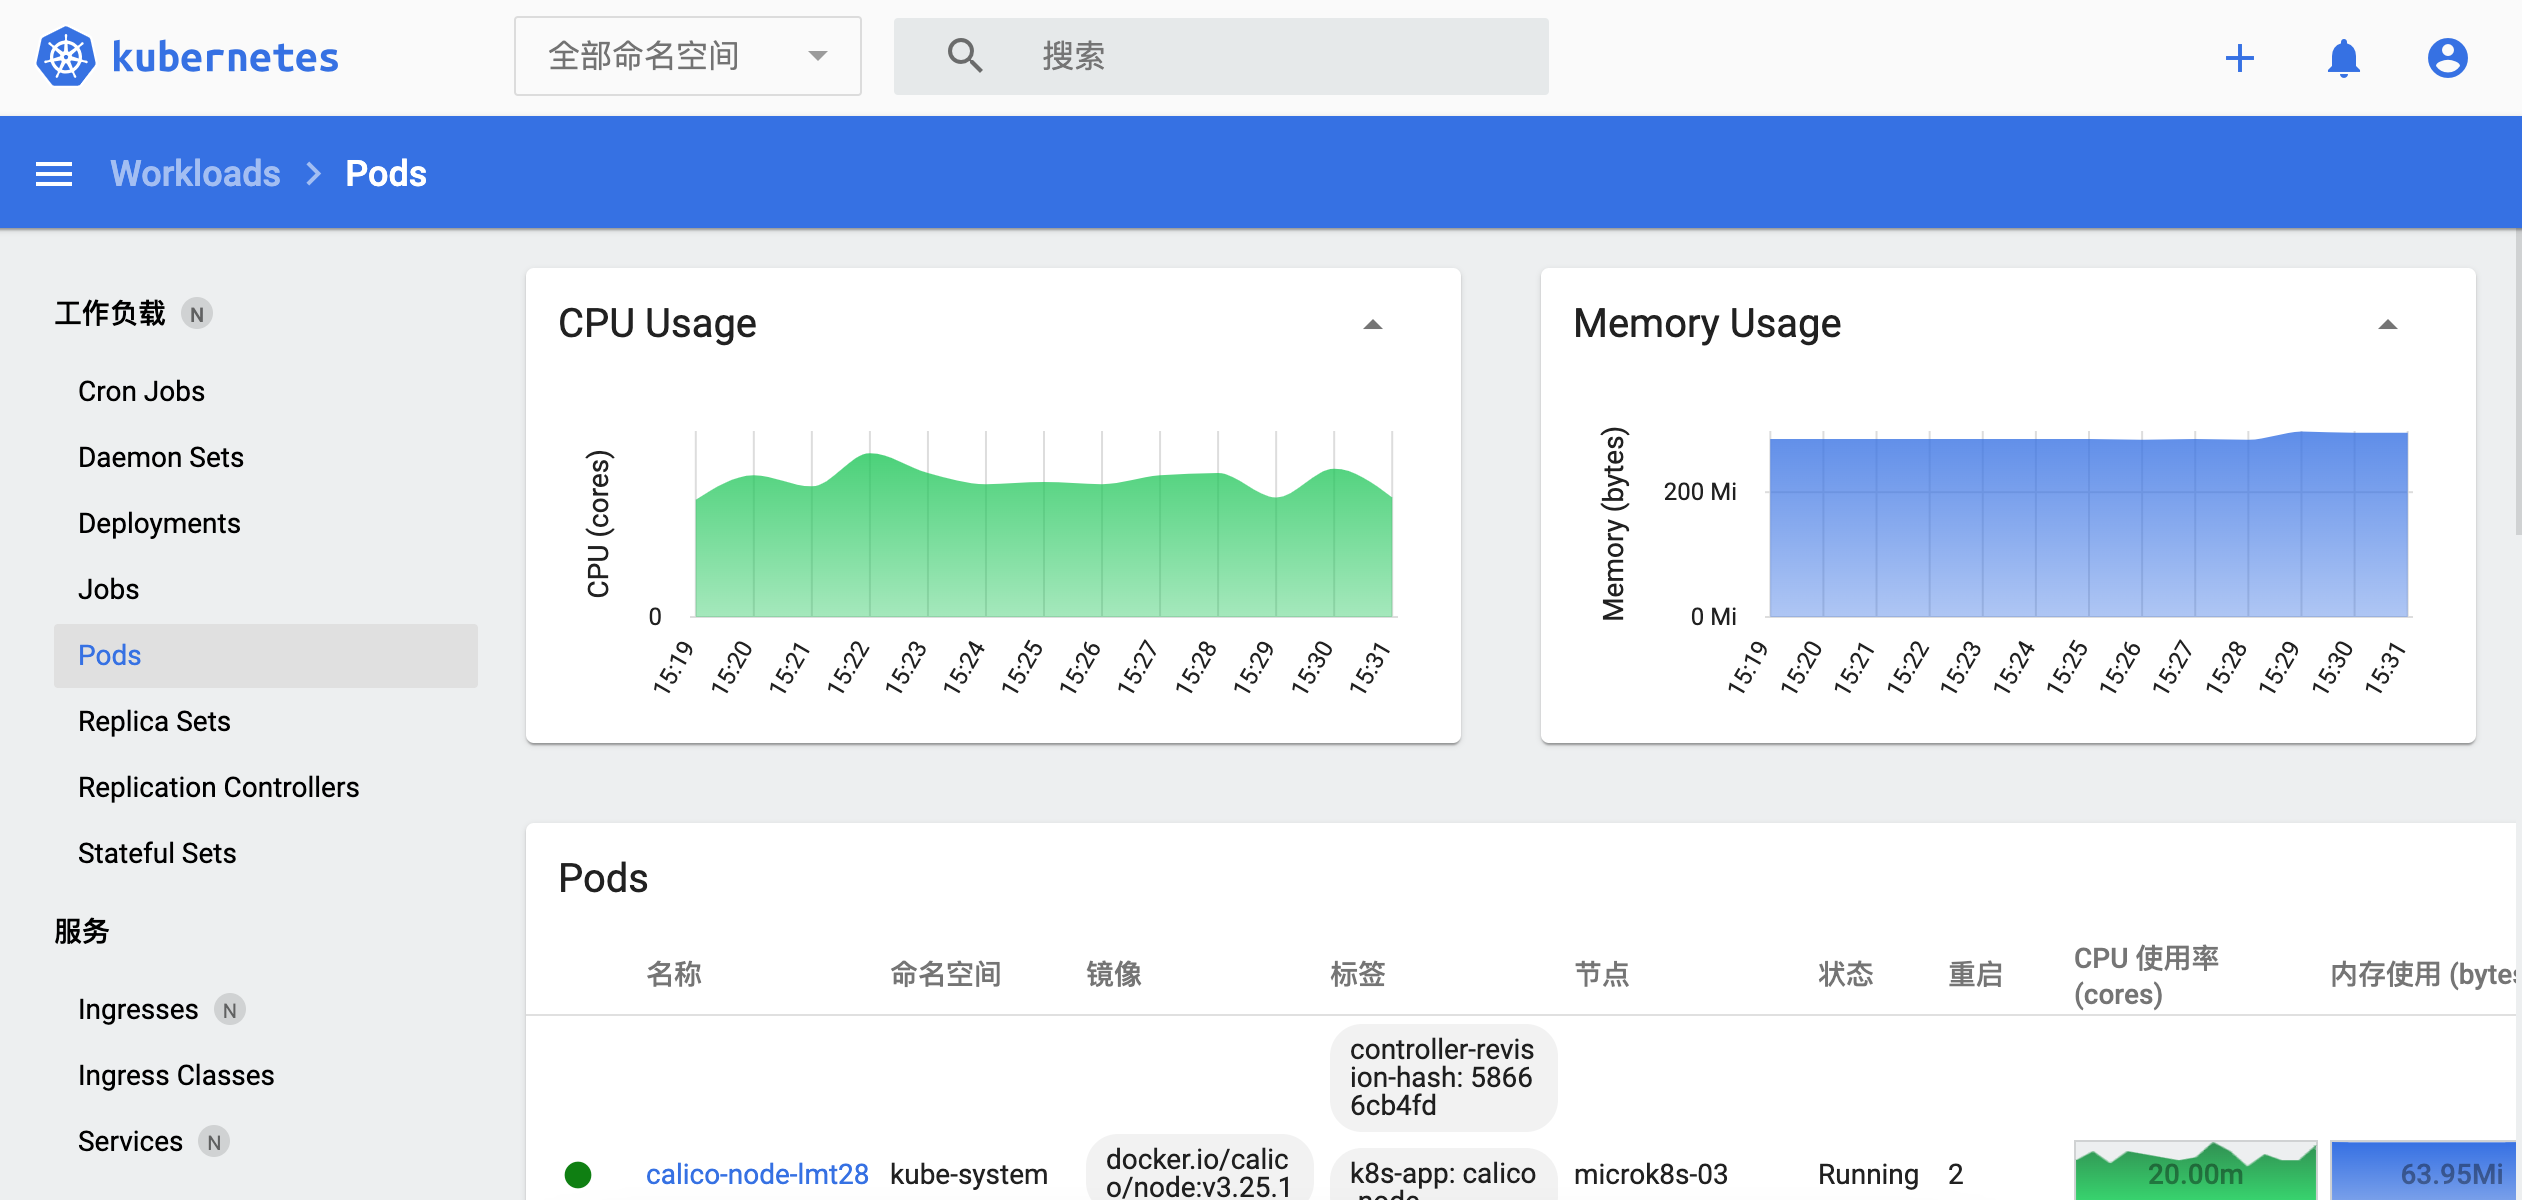 kubernetes
全部命名空间
搜索
Workloads > Pods
工作负载 N
Cron Jobs
Daemon Sets
Deployments
Jobs
Pods
Replica Sets
Replication Controllers
Stateful Sets
服务
Ingresses N
Ingress Classes
Services N
CPU Usage
CPU (cores)
0
15:19 15:20 15:21 15:22 15:23 15:24 15:25 15:26 15:27 15:28 15:29 15:30 15:31
Memory Usage
Memory (bytes)
200 Mi
0 Mi
15:19 15:20 15:21 15:22 15:23 15:24 15:25 15:26 15:27 15:28 15:29 15:30 15:31
Pods
名称
命名空间
镜像
标签
节点
状态
重启
CPU 使用率
(cores)
内存使用 (bytes
calico-node-lmt28
kube-system
docker.io/calic
o/node:v3.25.1
controller-revis
ion-hash: 5866
6cb4fd
k8s-app: calico
microk8s-03
Running
2
20.00m
63.95Mi